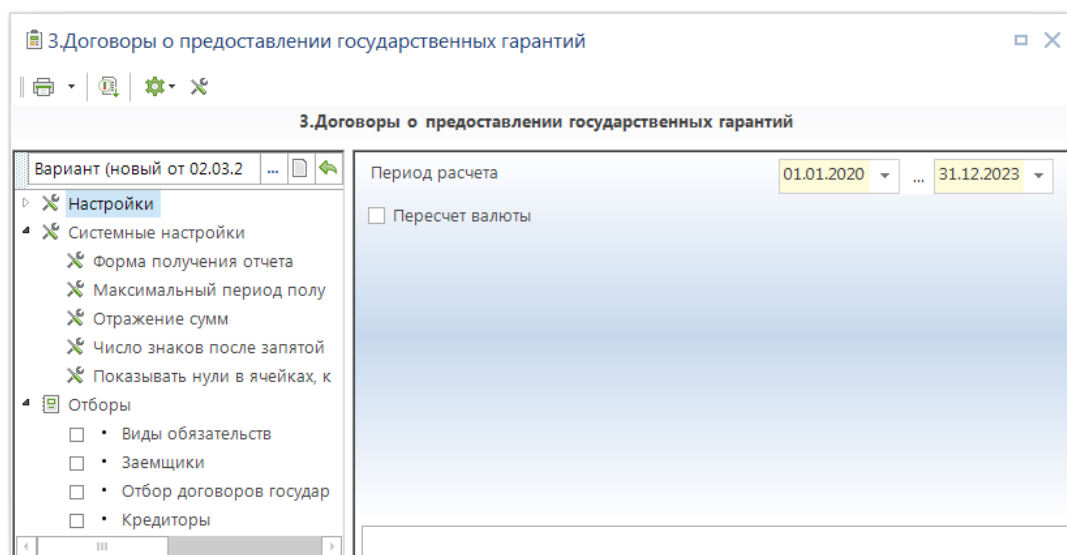 3.Договоры о предоставлении государственных гарантий
3.Договоры о предоставлении государственных гарантий
Вариант (новый от 02.03.2 ...
Настройки
Системные настройки
Форма получения отчета
Максимальный период полу
Отражение сумм
Число знаков после запятой
Показывать нули в ячейках, к
Отборы
• Виды обязательств
• Заемщики
• Отбор договоров государ
• Кредиторы
Период расчета 01.01.2020 ... 31.12.2023
Пересчет валюты